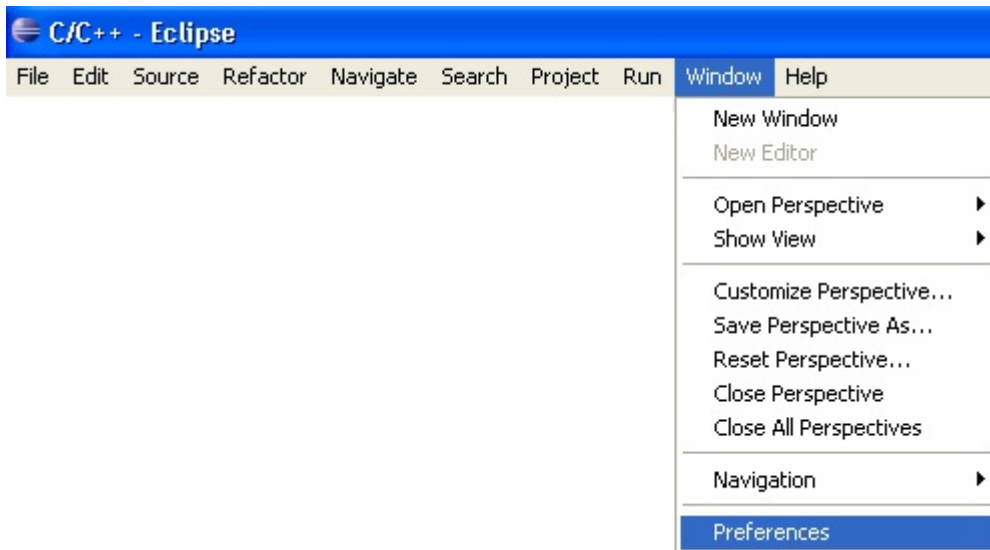 C/C++ - Eclipse
File Edit Source Refactor Navigate Search Project Run Window Help
New Window
New Editor
Open Perspective
Show View
Customize Perspective...
Save Perspective As...
Reset Perspective...
Close Perspective
Close All Perspectives
Navigation
Preferences